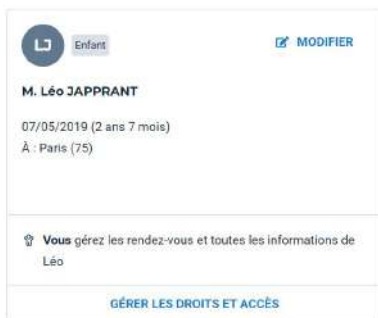 LJ Enfant MODIFIER
M. Léo JAPPRANT
07/05/2019 (2 ans 7 mois)
À : Paris (75)
Vous gérez les rendez-vous et toutes les informations de
Léo
GÉRER LES DROITS ET ACCÈS